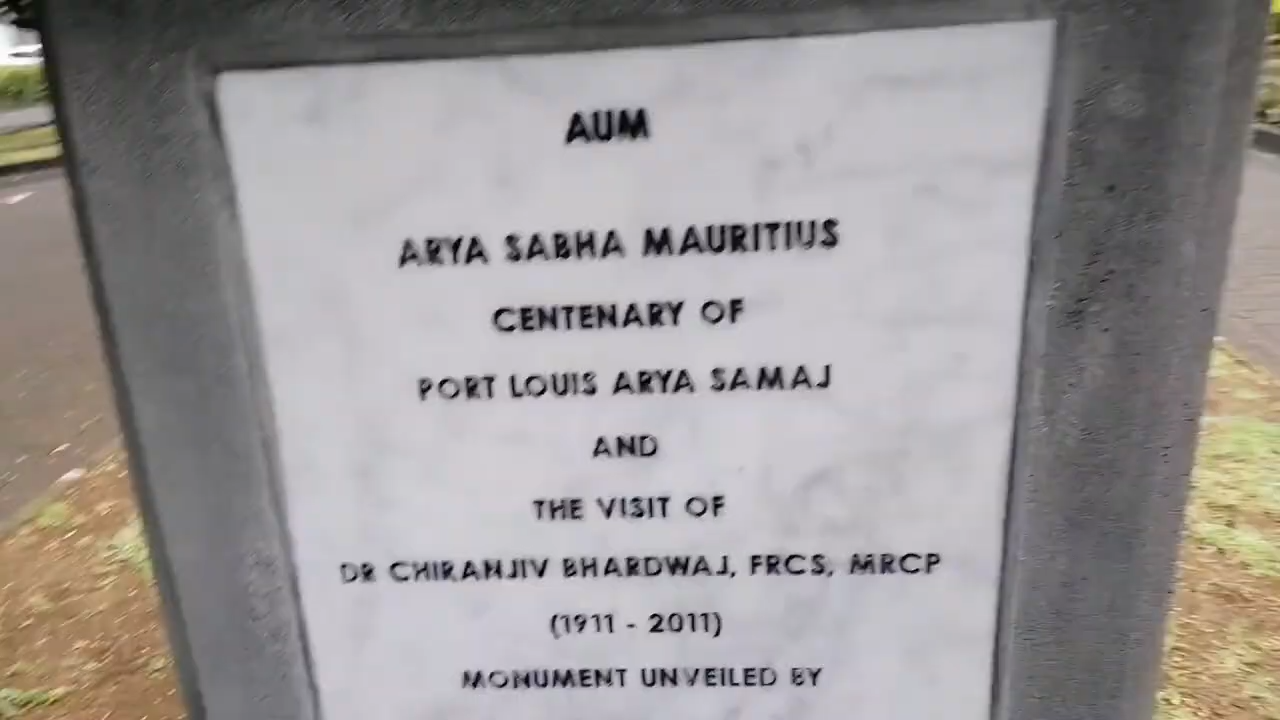 AUM
ARYA SABHA MAURITIUS
CENTENARY OF
PORT LOUIS ARYA SAMAJ
AND
THE VISIT OF
DR CHIRANJIV BHARDWAJ, FRCS, MRCP
(1911 - 2011)
MONUMENT UNVEILED BY